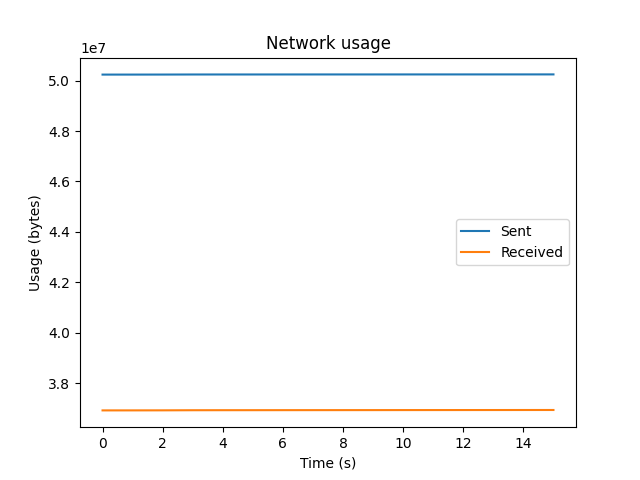 Network usage
1e7
5.0
4.8
4.6
4.4
4.2
4.0
3.8
Usage (bytes)
Sent
Received
0 2 4 6 8 10 12 14
Time (s)